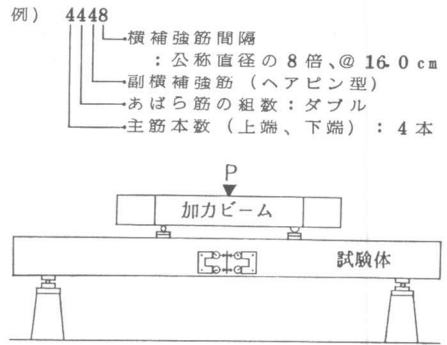 例） 4448
横補強筋間隔
：公称直径の8倍、@ 16.0cm
副横補強筋（ヘアピン型）
あばら筋の組数：ダブル
主筋本数（上端、下端）：4本
P
加力ビーム
試験体